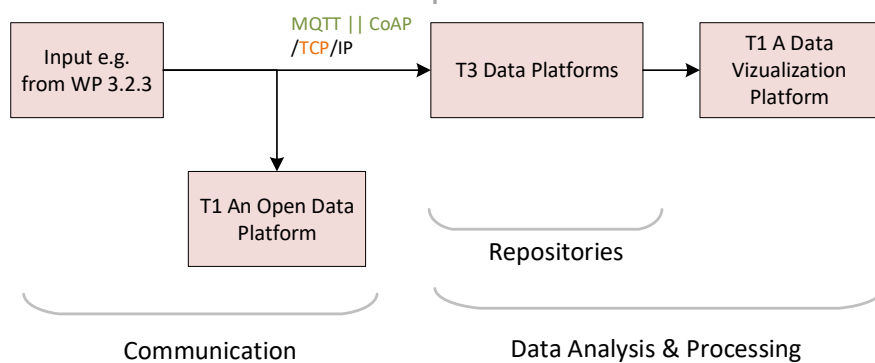 MQTT || CoAP
/TCP/IP
Input e.g.
from WP 3.2.3
T3 Data Platforms
T1 A Data
Vizualization
Platform
T1 An Open Data
Platform
Repositories
Communication
Data Analysis & Processing